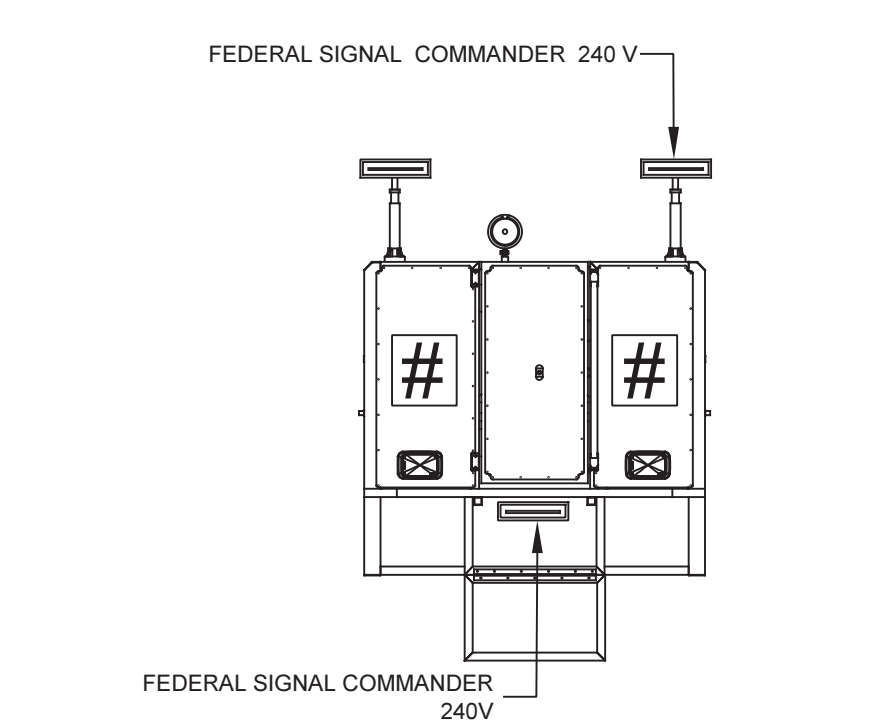 FEDERAL SIGNAL  COMMANDER  240 V
# #
FEDERAL SIGNAL COMMANDER
240V